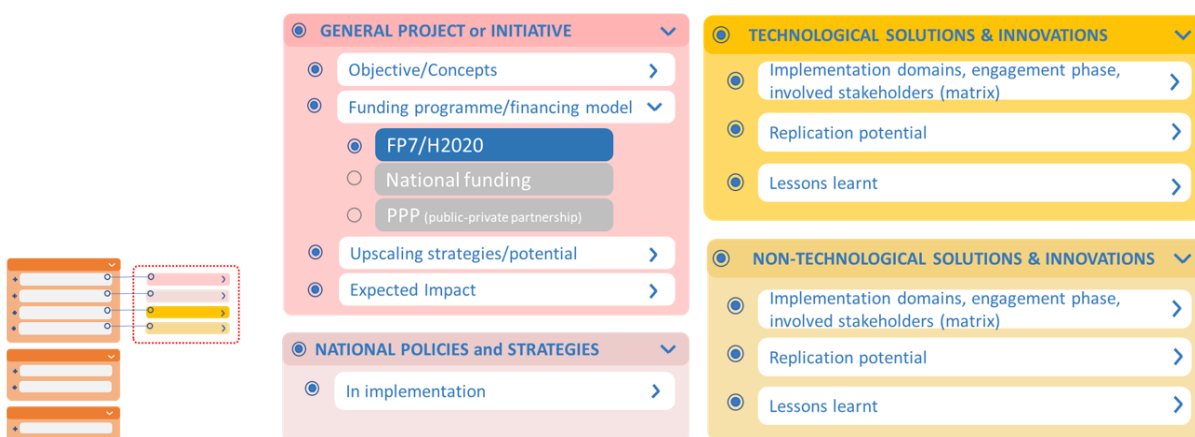 GENERAL PROJECT or INITIATIVE
Objective/Concepts
Funding programme/financing model
FP7/H2020
National funding
PPP (public-private partnership)
Upscaling strategies/potential
Expected Impact
NATIONAL POLICIES and STRATEGIES
In implementation
TECHNOLOGICAL SOLUTIONS & INNOVATIONS
Implementation domains, engagement phase,
involved stakeholders (matrix)
Replication potential
Lessons learnt
NON-TECHNOLOGICAL SOLUTIONS & INNOVATIONS
Implementation domains, engagement phase,
involved stakeholders (matrix)
Replication potential
Lessons learnt